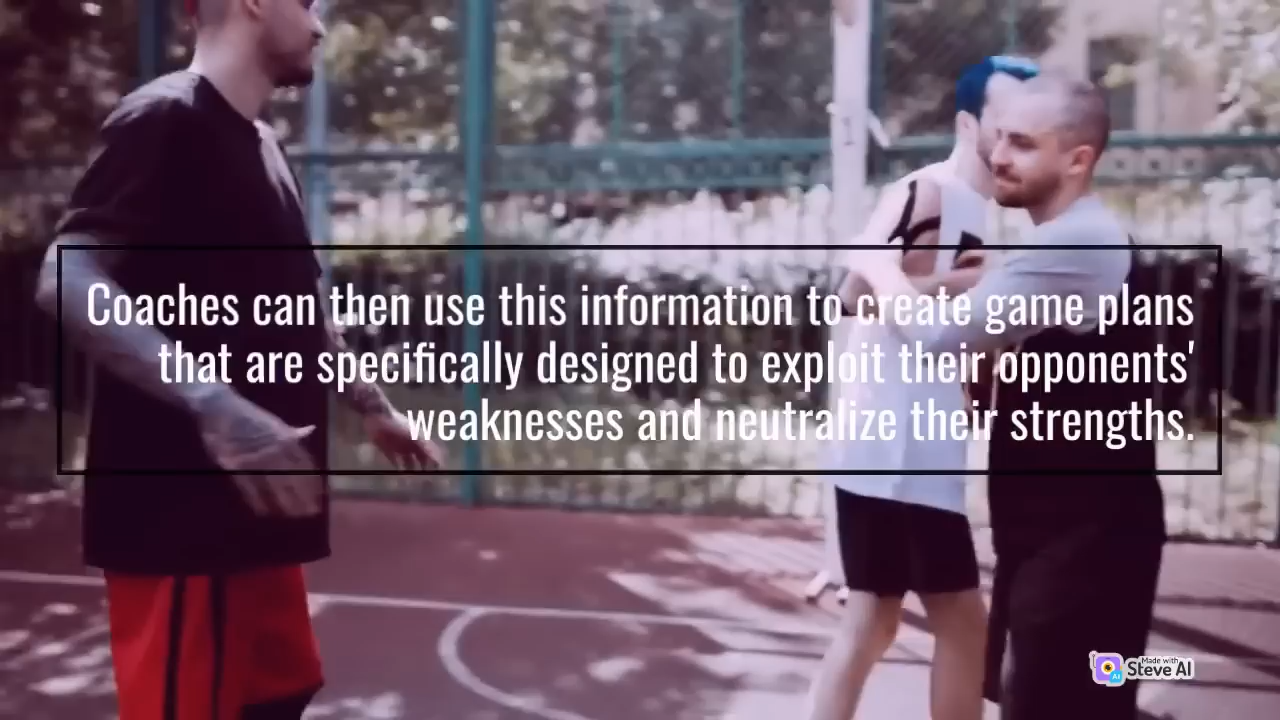 Coaches can then use this information to create game plans
that are specifically designed to exploit their opponents'
weaknesses and neutralize their strengths.
Made with
Steve AI
AI